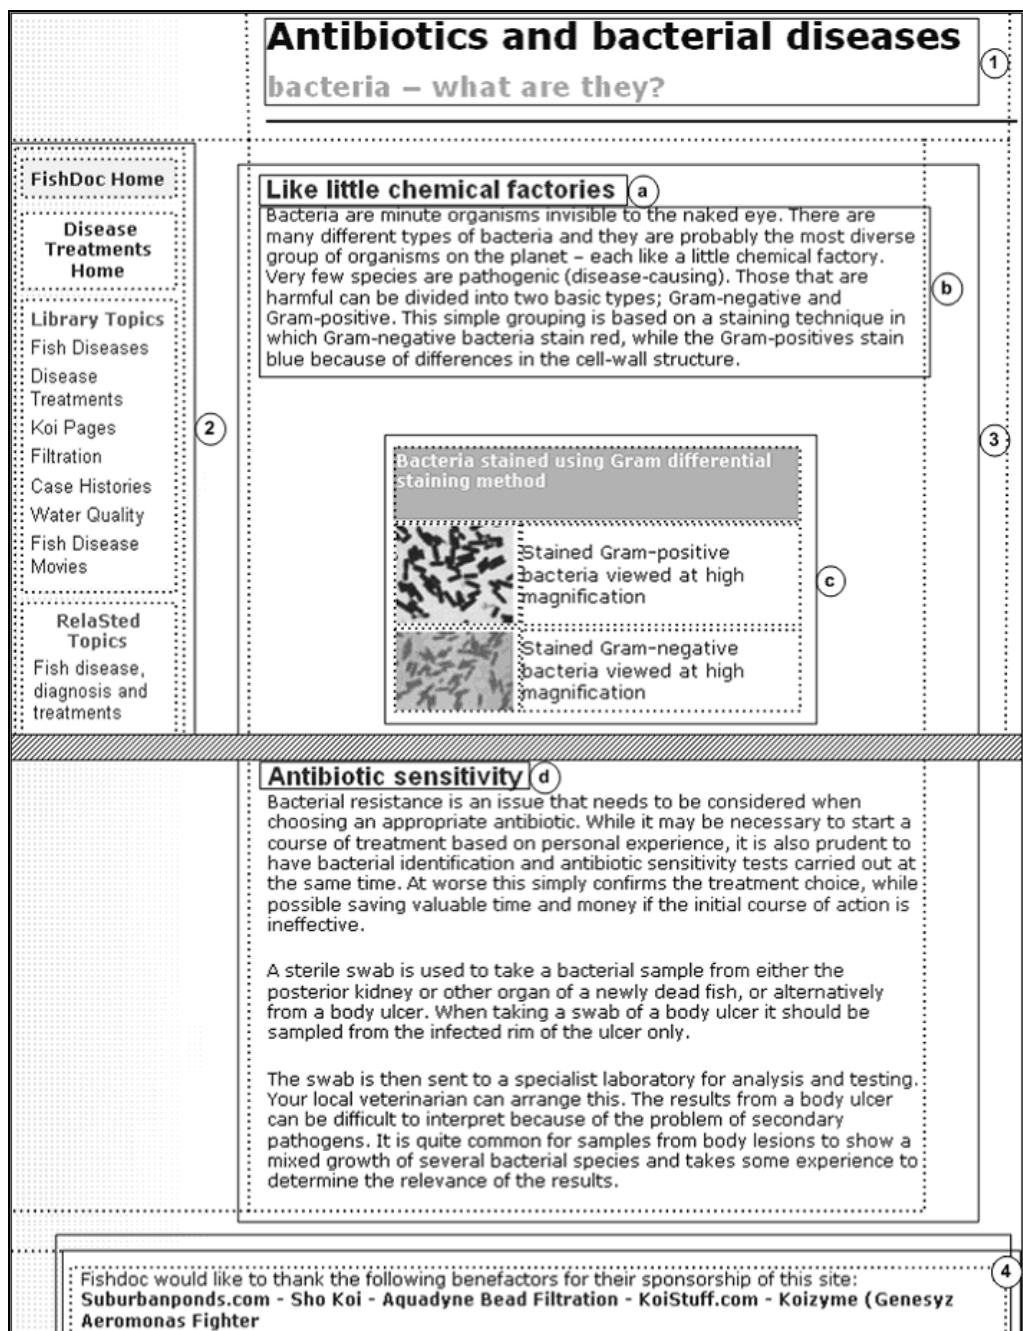 Antibiotics and bacterial diseases
bacteria – what are they?
1
FishDoc Home
Disease
Treatments
Home
Library Topics
Fish Diseases
Disease
Treatments
Koi Pages
Filtration
Case Histories
Water Quality
Fish Disease
Movies
RelaSted
Topics
Fish disease,
diagnosis and
treatments
2
Like little chemical factories
a
Bacteria are minute organisms invisible to the naked eye. There are
many different types of bacteria and they are probably the most diverse
group of organisms on the planet – each like a little chemical factory.
Very few species are pathogenic (disease-causing). Those that are
harmful can be divided into two basic types; Gram-negative and
Gram-positive. This simple grouping is based on a staining technique in
which Gram-negative bacteria stain red, while the Gram-positives stain
blue because of differences in the cell-wall structure.
b
3
Bacteria stained using Gram differential
staining method
Stained Gram-positive
bacteria viewed at high
magnification
c
Stained Gram-negative
bacteria viewed at high
magnification
Antibiotic sensitivity
d
Bacterial resistance is an issue that needs to be considered when
choosing an appropriate antibiotic. While it may be necessary to start a
course of treatment based on personal experience, it is also prudent to
have bacterial identification and antibiotic sensitivity tests carried out at
the same time. At worse this simply confirms the treatment choice, while
possible saving valuable time and money if the initial course of action is
ineffective.
A sterile swab is used to take a bacterial sample from either the
posterior kidney or other organ of a newly dead fish, or alternatively
from a body ulcer. When taking a swab of a body ulcer it should be
sampled from the infected rim of the ulcer only.
The swab is then sent to a specialist laboratory for analysis and testing.
Your local veterinarian can arrange this. The results from a body ulcer
can be difficult to interpret because of the problem of secondary
pathogens. It is quite common for samples from body lesions to show a
mixed growth of several bacterial species and takes some experience to
determine the relevance of the results.
4
Fishdoc would like to thank the following benefactors for their sponsorship of this site:
Suburbanponds.com - Sho Koi - Aquadyne Bead Filtration - KoiStuff.com - Koizyme (Genesyz
Aeromonas Fighter